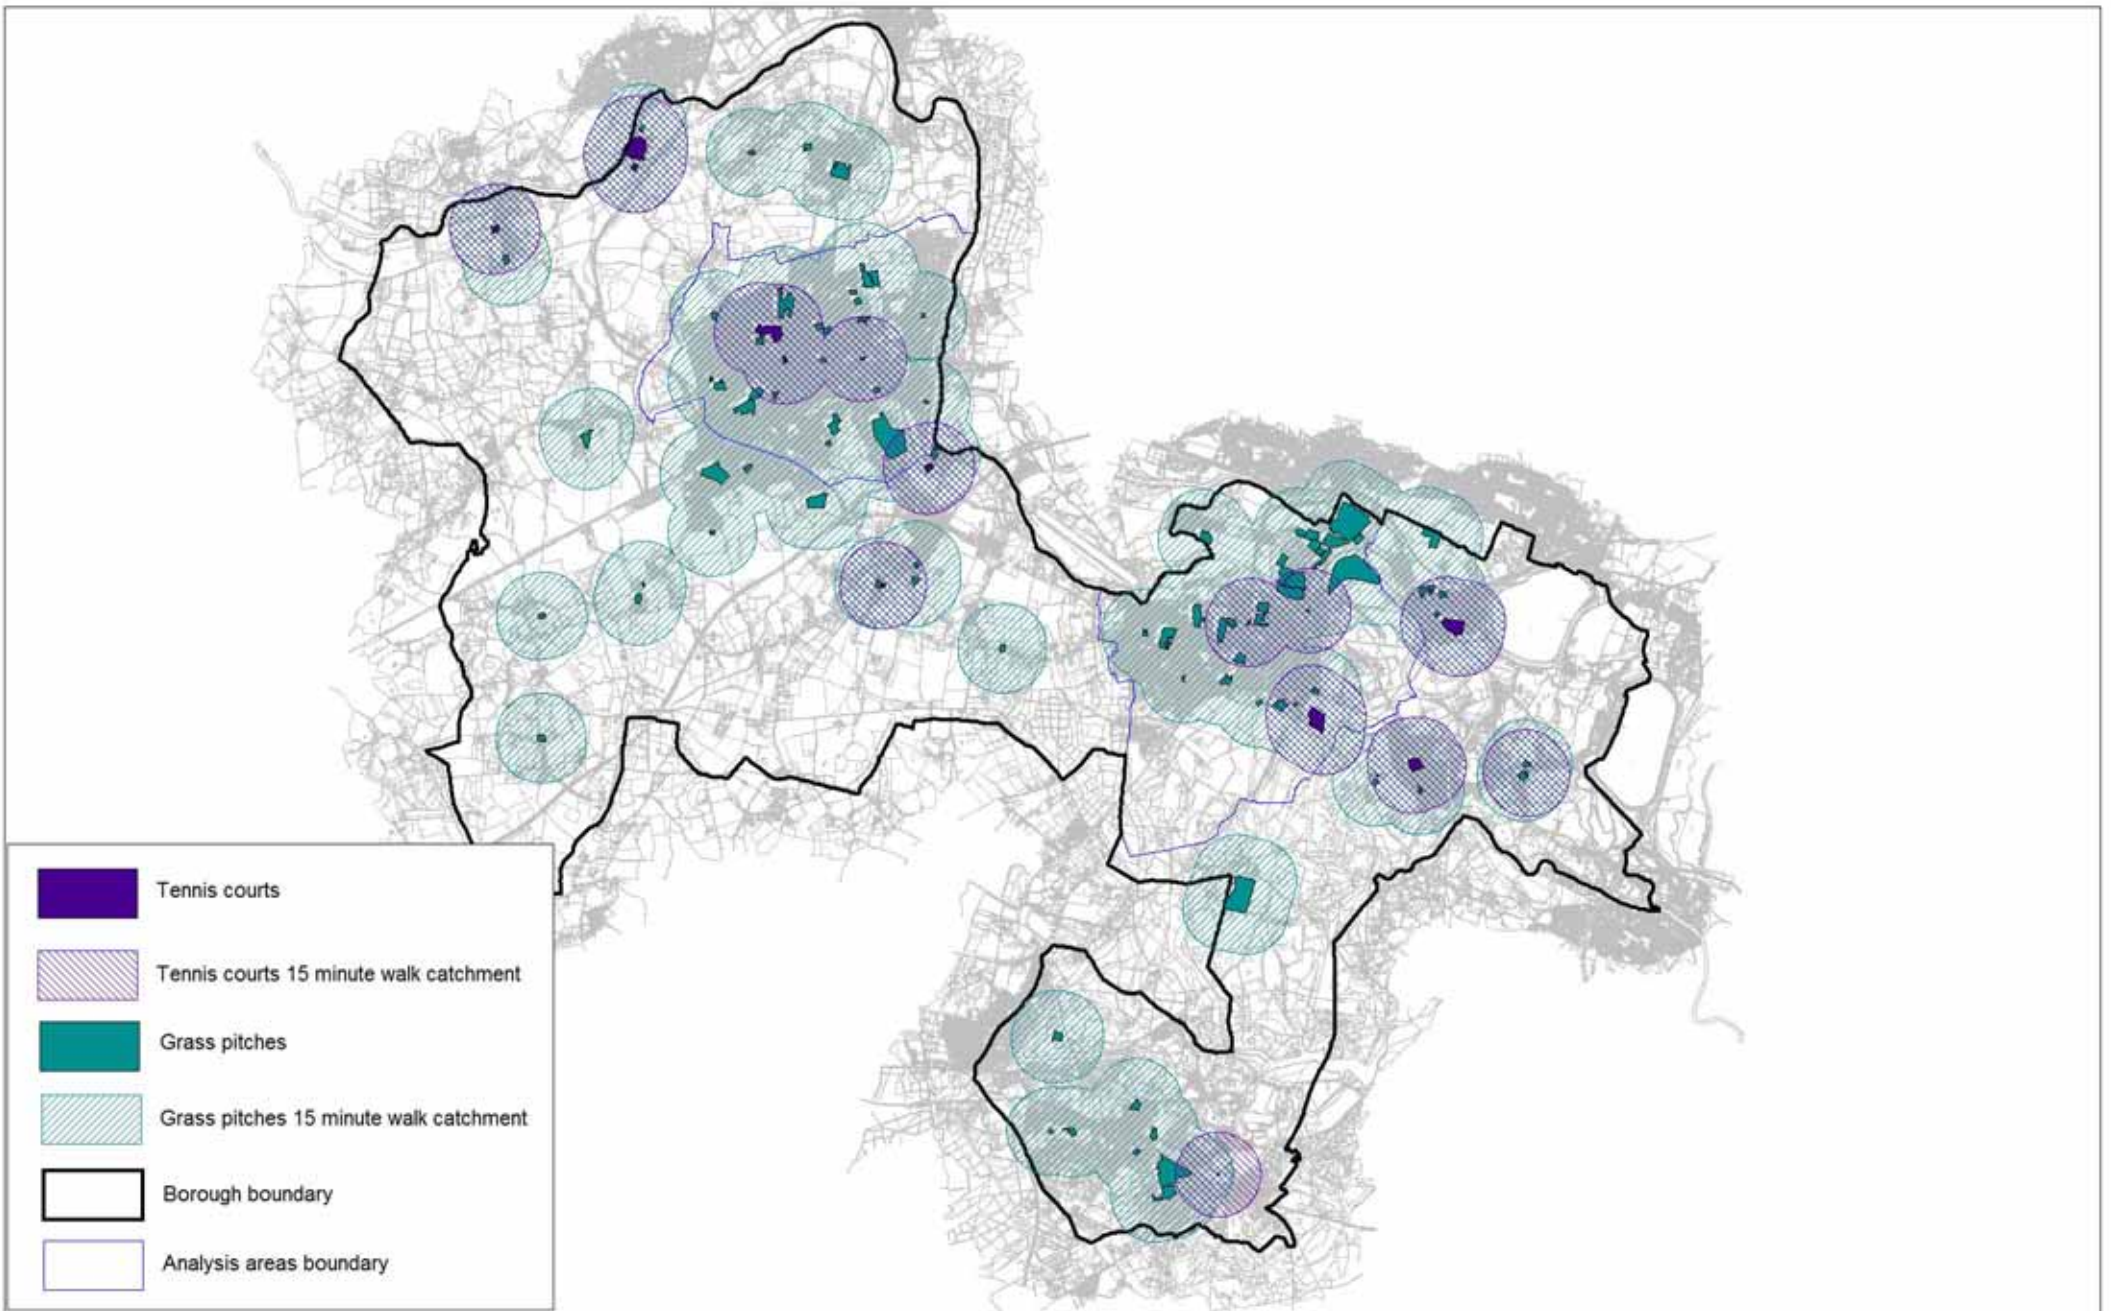 Tennis courts
Tennis courts 15 minute walk catchment
Grass pitches
Grass pitches 15 minute walk catchment
Borough boundary
Analysis areas boundary